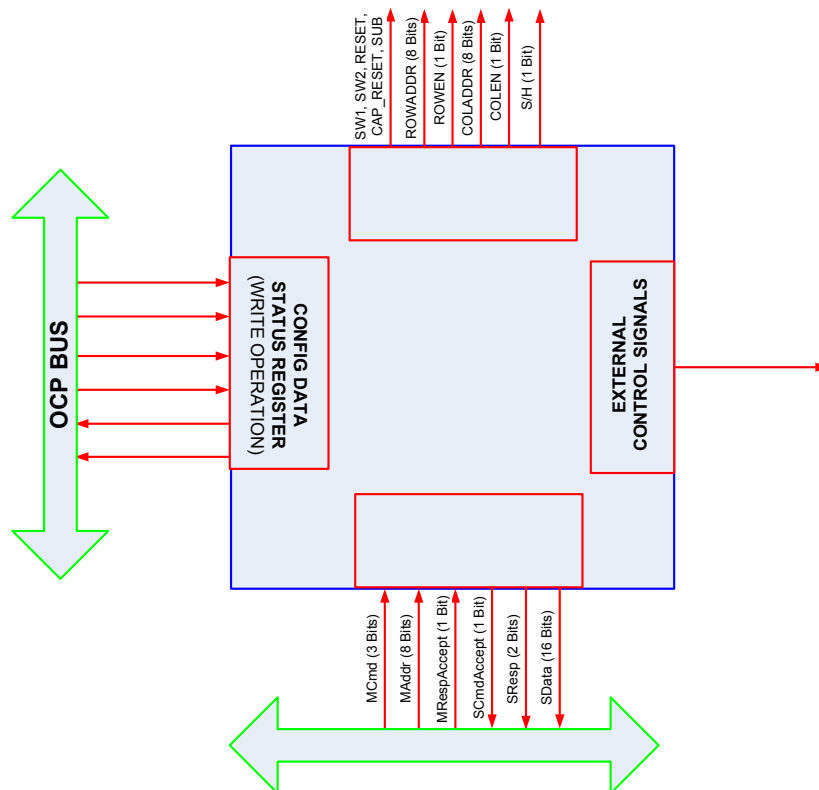 SW1, SW2, RESET,
CAP_RESET, SUB
ROWADDR (8 Bits)
ROWEN (1 Bit)
COLADDR (8 Bits)
COLEN (1 Bit)
S/H (1 Bit)
OCP BUS
CONFIG DATA
STATUS REGISTER
(WRITE OPERATION)
EXTERNAL
CONTROL SIGNALS
MCmd (3 Bits)
MAddr (8 Bits)
MRespAccept (1 Bit)
SCmdAccept (1 Bit)
SResp (2 Bits)
SData (16 Bits)